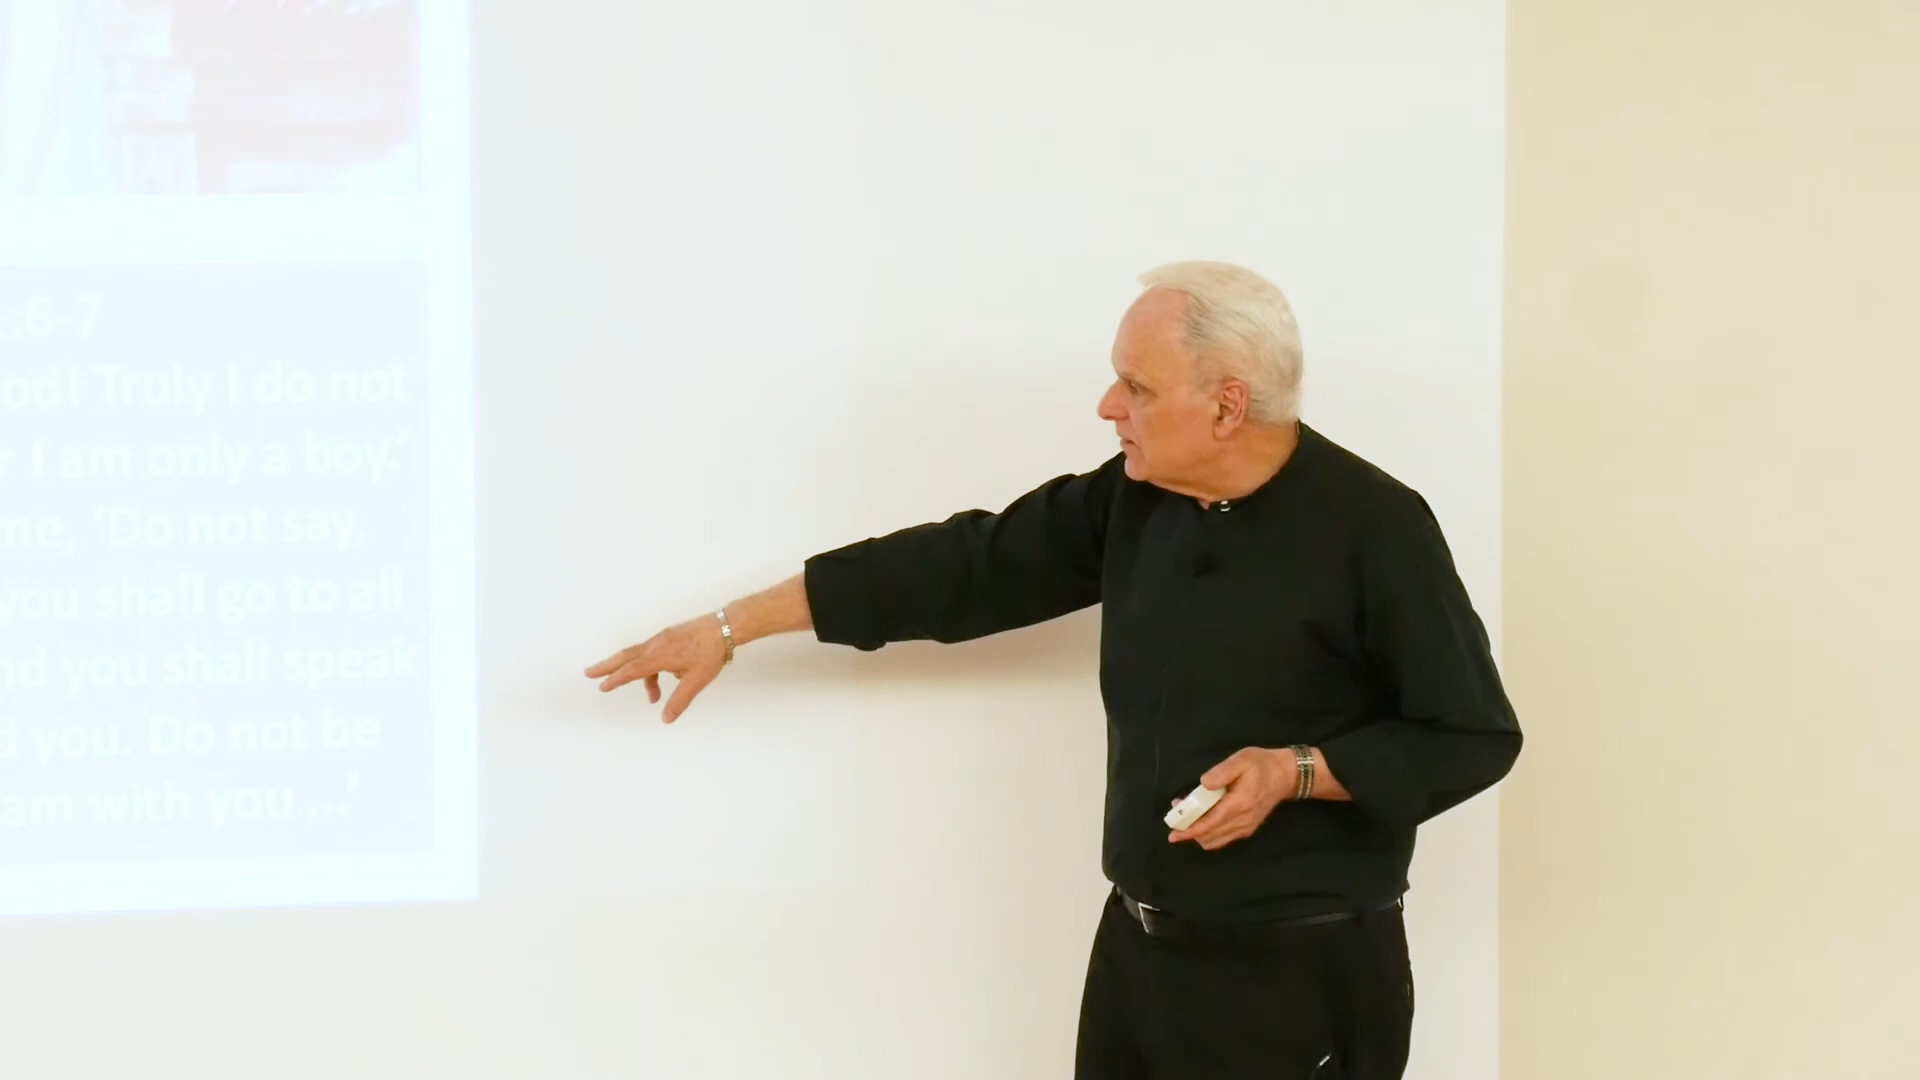 :6-7
od! Truly I do not
r I am only a boy.'
me, 'Do not say,
you shall go to all
nd you shall speak
d you. Do not be
am with you ...'